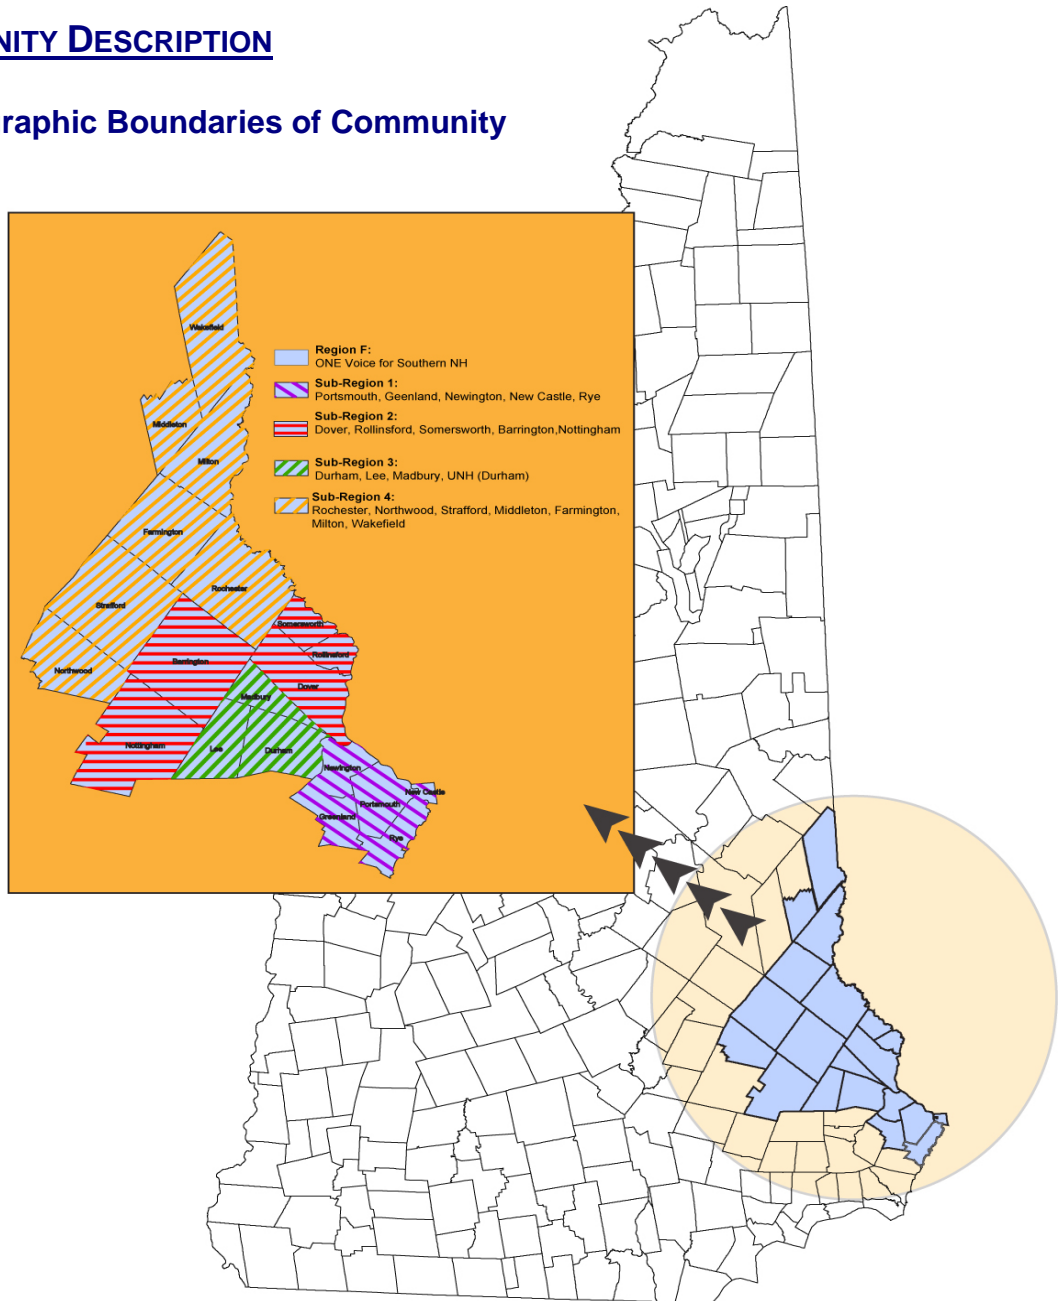 NITY DESCRIPTION
raphic Boundaries of Community
Region F:
ONE Voice for Southern NH
Sub-Region 1:
Portsmouth, Geenland, Newington, New Castle, Rye
Sub-Region 2:
Dover, Rollinsford, Somersworth, Barrington,Nottingham
Sub-Region 3:
Durham, Lee, Madbury, UNH (Durham)
Sub-Region 4:
Rochester, Northwood, Strafford, Middleton, Farmington,
Milton, Wakefield
Wakefield
Middleton
Milton
Farmington
Rochester
Strafford
Somersworth
Rollinsford
Barrington
Northwood
Dover
Madbury
Nottingham
Lee
Durham
Newington
New Castle
Portsmouth
Greenland
Rye